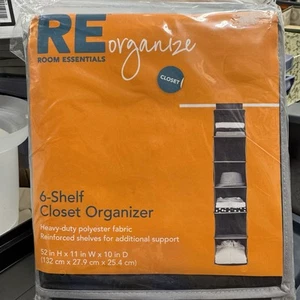 RE organize
ROOM ESSENTIALS
CLOSET
6-Shelf
Closet Organizer
Heavy-duty polyester fabric
Reinforced shelves for additional support
52 in H x 11 in W x 10 in D
(132 cm x 27.9 cm x 25.4 cm)